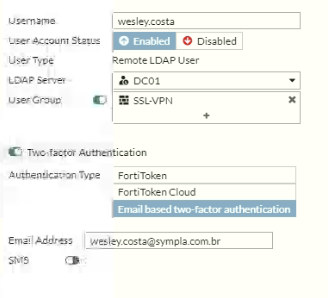 Username wesley.costa
User Account Status Enabled Disabled
User Type Remote LDAP User
LDAP Server DC01
User Group SSL-VPN
+
Two-factor Authentication
Authentication Type FortiToken
FortiToken Cloud
Email based two-factor authentication
Email Address wesley.costa@sympla.com.br
SMS